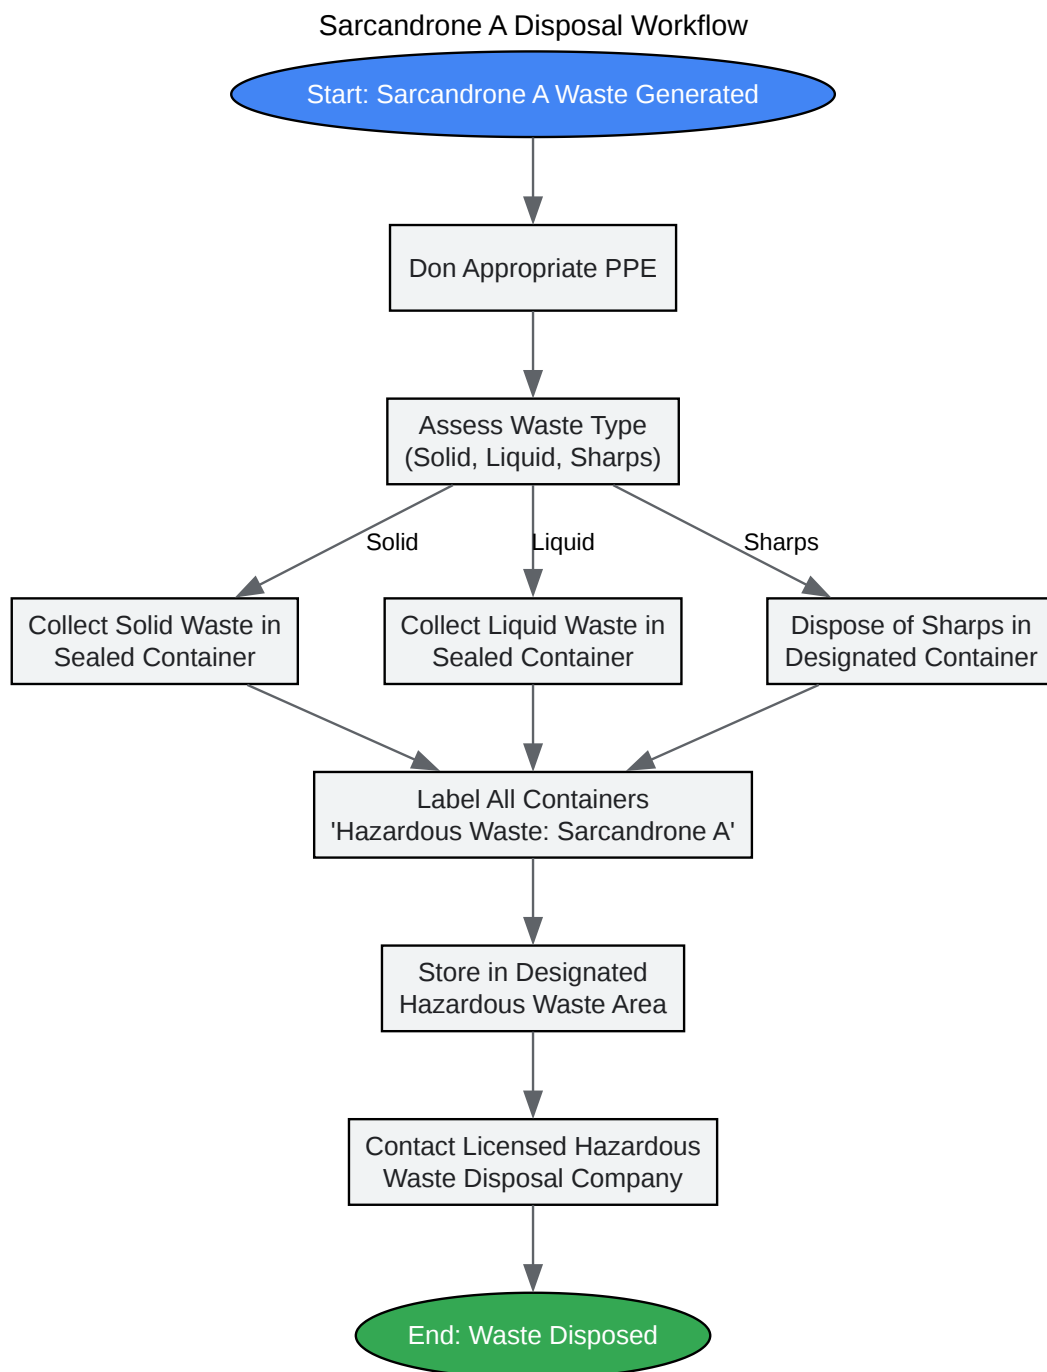 Sarcandrone A Disposal Workflow
Start: Sarcandrone A Waste Generated
Don Appropriate PPE
Assess Waste Type
(Solid, Liquid, Sharps)
Solid
Liquid
Sharps
Collect Solid Waste in
Sealed Container
Collect Liquid Waste in
Sealed Container
Dispose of Sharps in
Designated Container
Label All Containers
'Hazardous Waste: Sarcandrone A'
Store in Designated
Hazardous Waste Area
Contact Licensed Hazardous
Waste Disposal Company
End: Waste Disposed